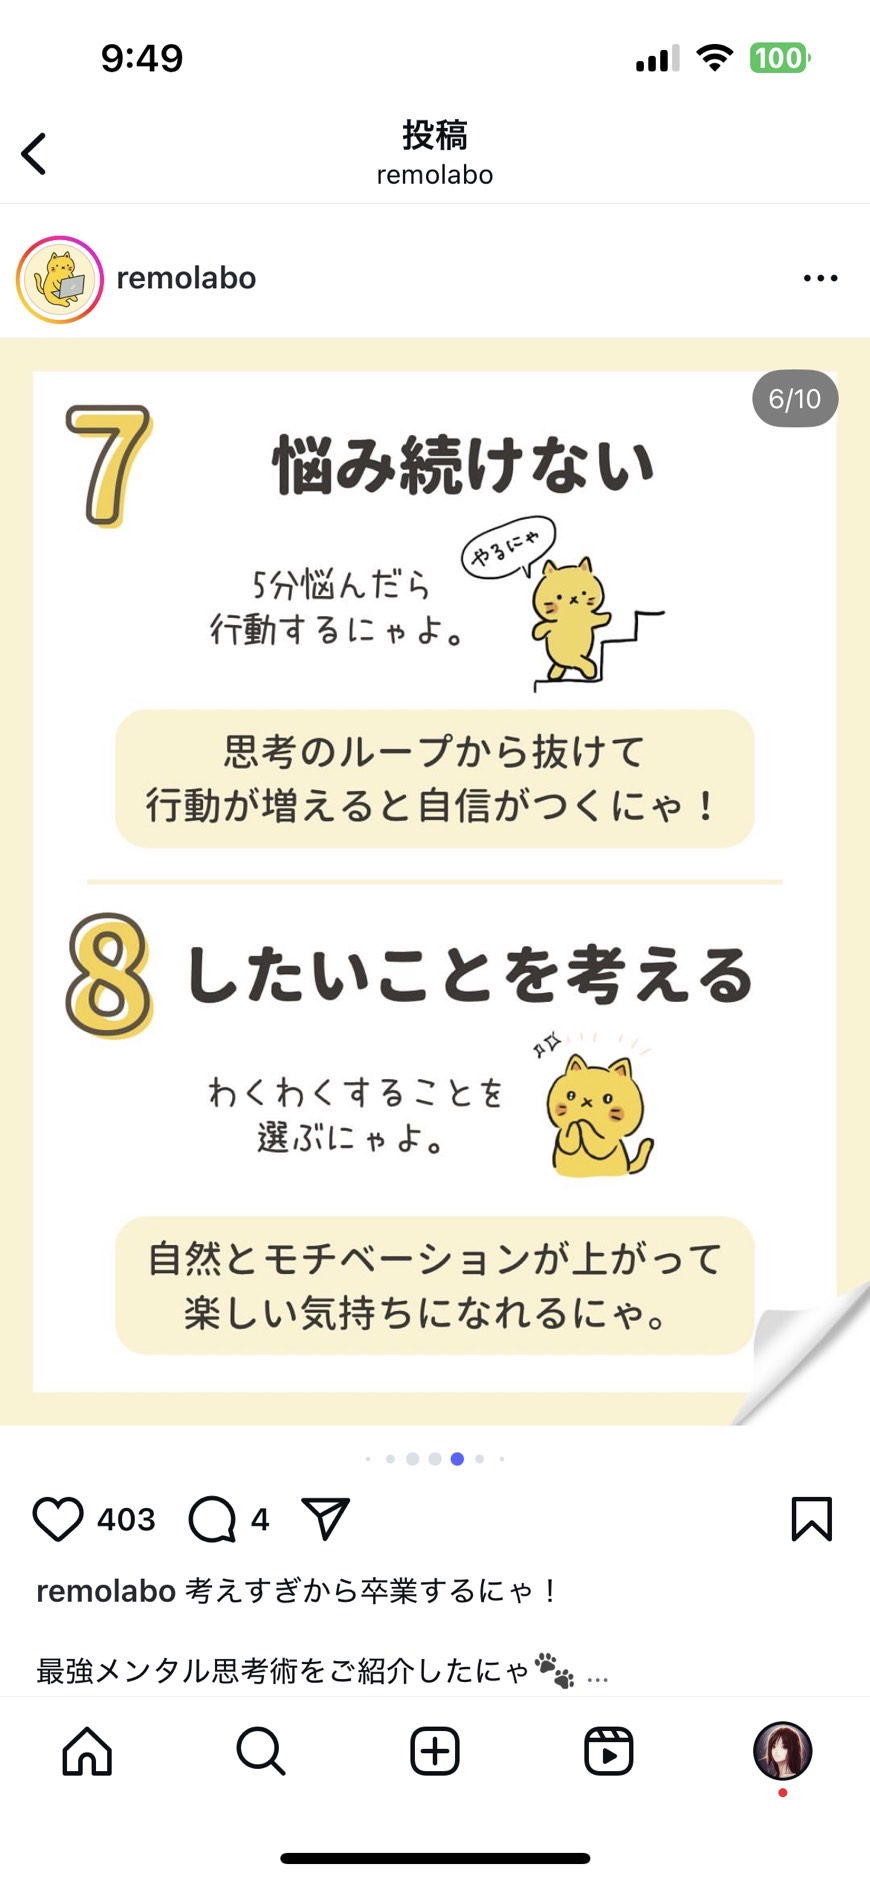 9:49
100
投稿
remolabo
remolabo
6/10
7
悩み続けない
やるにゃ
5分悩んだら
行動するにゃよ。
思考のループから抜けて
行動が増えると自信がつくにゃ！
8
したいことを考える
わくわくすることを
選ぶにゃよ。
自然とモチベーションが上がって
楽しい気持ちになれるにゃ。
403
4
remolabo 考えすぎから卒業するにゃ！
最強メンタル思考術をご紹介したにゃ🐾 ...